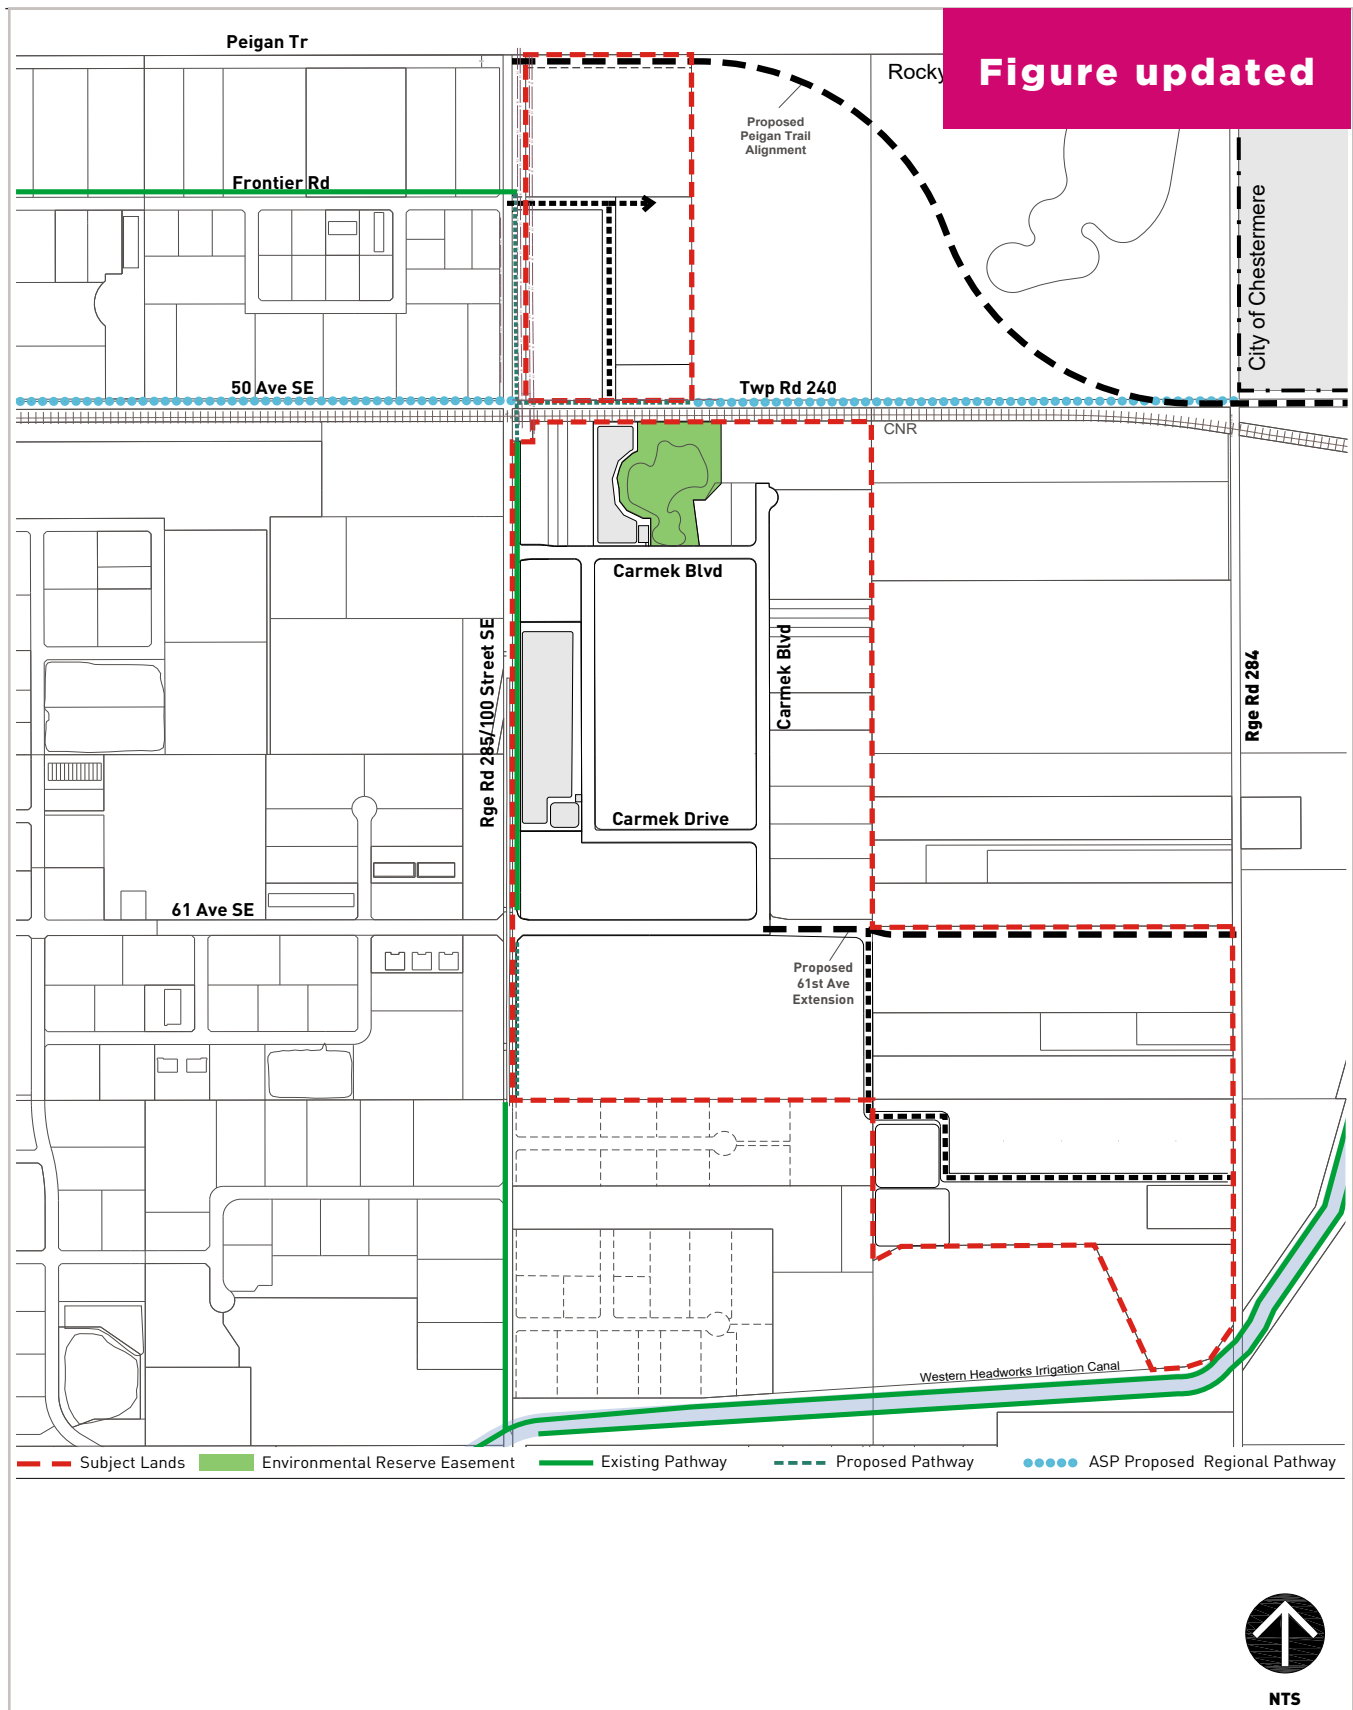 Peigan Tr
Rocky
Figure updated
Proposed
Peigan Trail
Alignment
Frontier Rd
City of Chestermere
50 Ave SE
Twp Rd 240
CNR
Carmek Blvd
Rge Rd 285/100 Street SE
Carmek Blvd
Rge Rd 284
Carmek Drive
61 Ave SE
Proposed
61st Ave
Extension
Western Headworks Irrigation Canal
Subject Lands
Environmental Reserve Easement
Existing Pathway
Proposed Pathway
ASP Proposed Regional Pathway
NTS